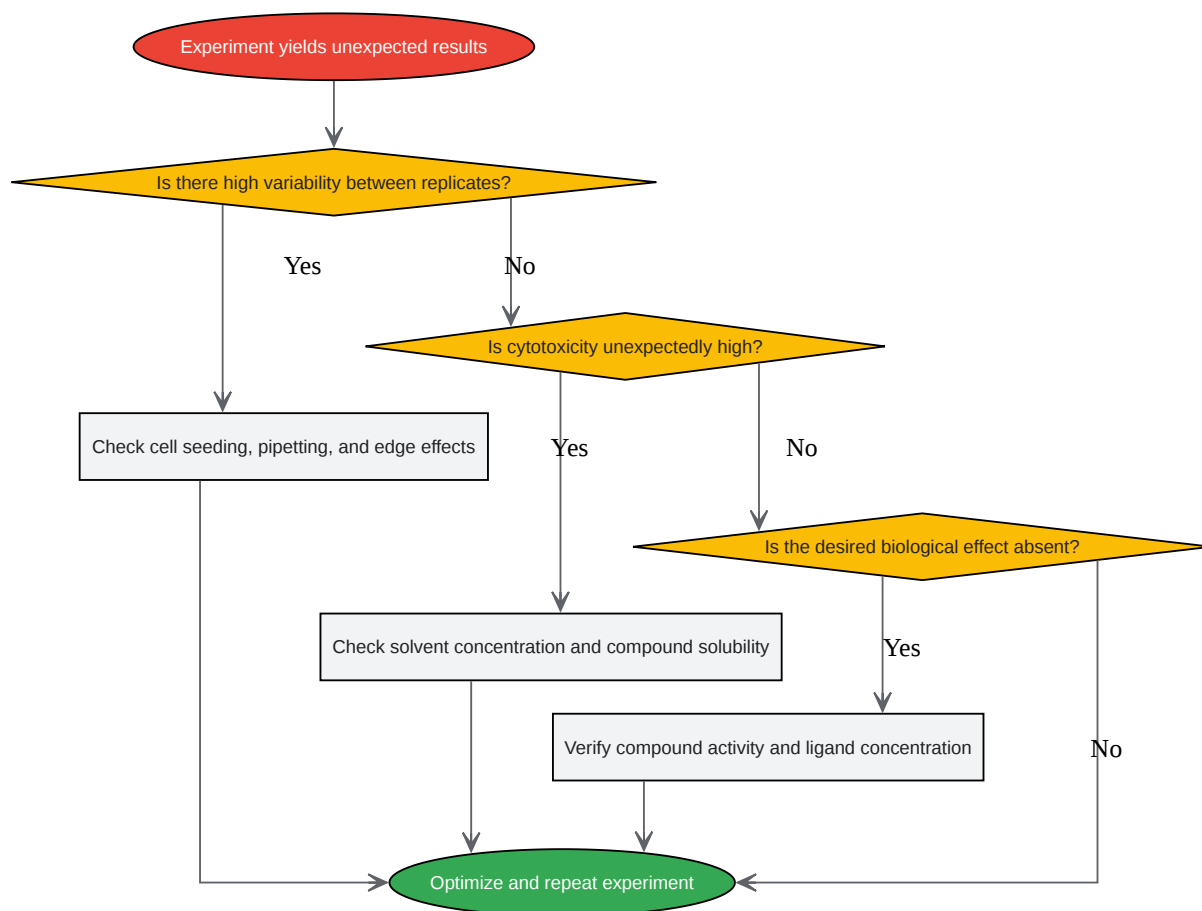 Experiment yields unexpected results
Is there high variability between replicates?
Yes
No
Is cytotoxicity unexpectedly high?
Check cell seeding, pipetting, and edge effects
Yes
No
Is the desired biological effect absent?
Check solvent concentration and compound solubility
Yes
Verify compound activity and ligand concentration
No
Optimize and repeat experiment